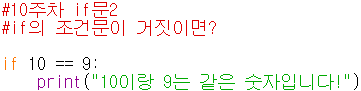 #10주차 if문2
#if의 조건문이 거짓이면?
if 10 == 9:
    print("10이랑 9는 같은 숫자입니다!")